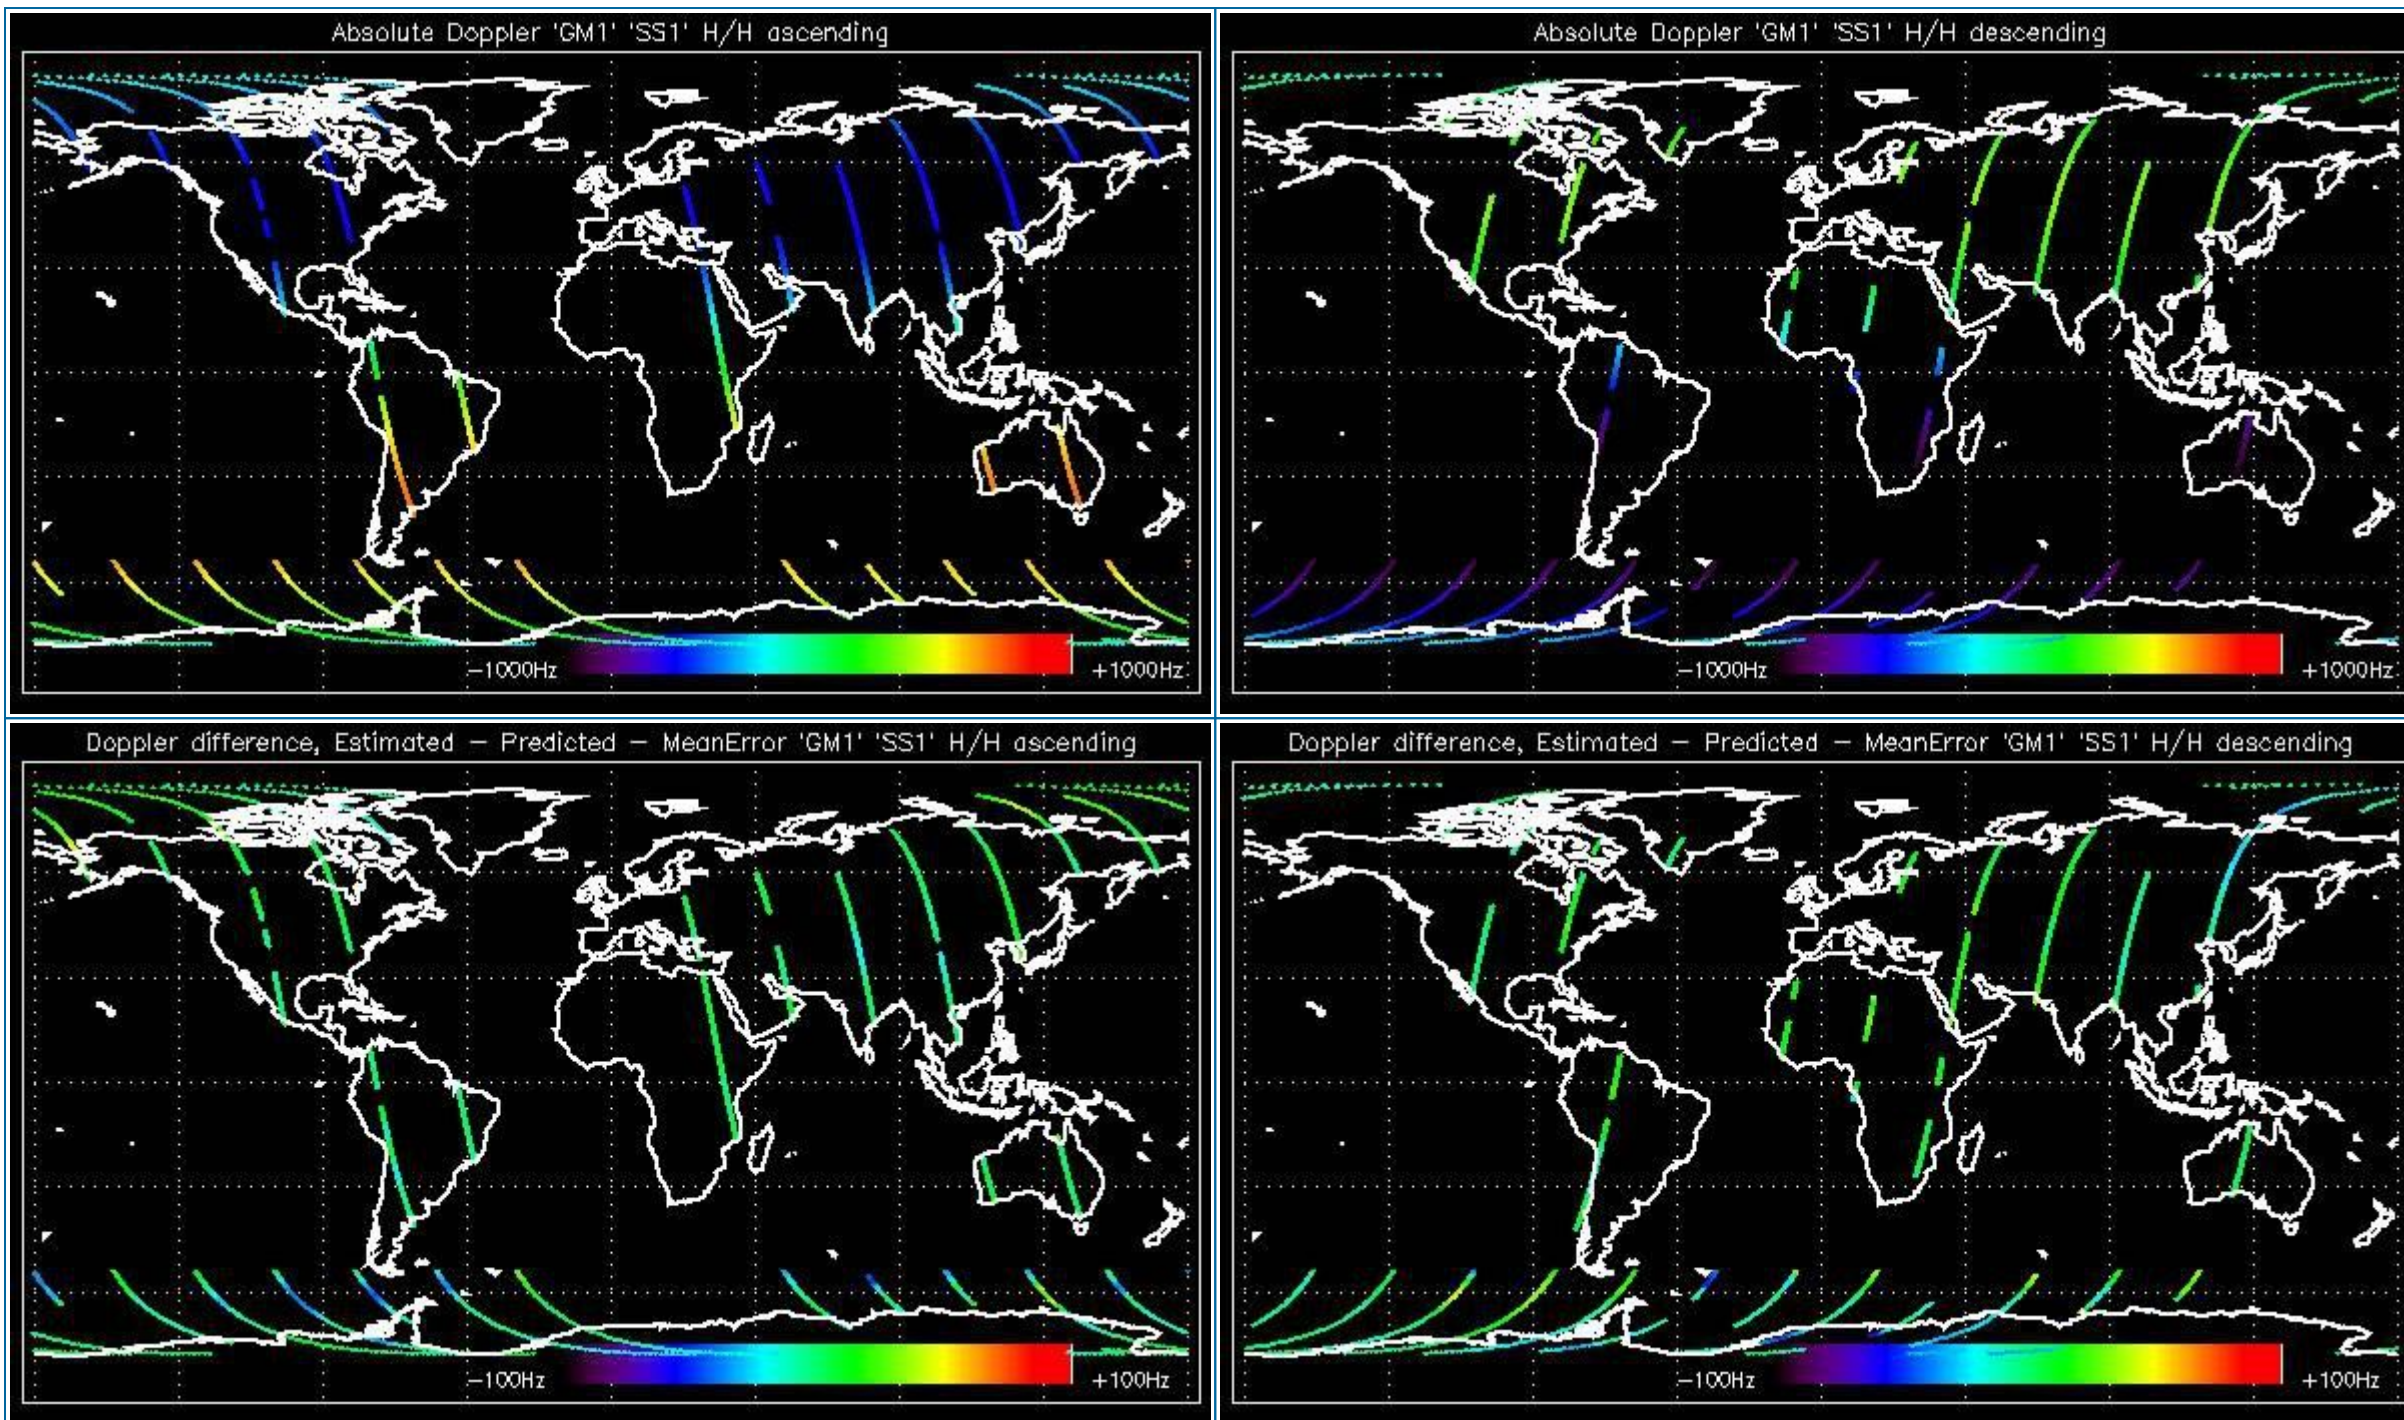 Absolute Doppler 'GM1' 'SS1' H/H ascending
−1000Hz
+1000Hz
Absolute Doppler 'GM1' 'SS1' H/H descending
−1000Hz
+1000Hz
Doppler difference, Estimated − Predicted − MeanError 'GM1' 'SS1' H/H ascending
−100Hz
+100Hz
Doppler difference, Estimated − Predicted − MeanError 'GM1' 'SS1' H/H descending
−100Hz
+100Hz